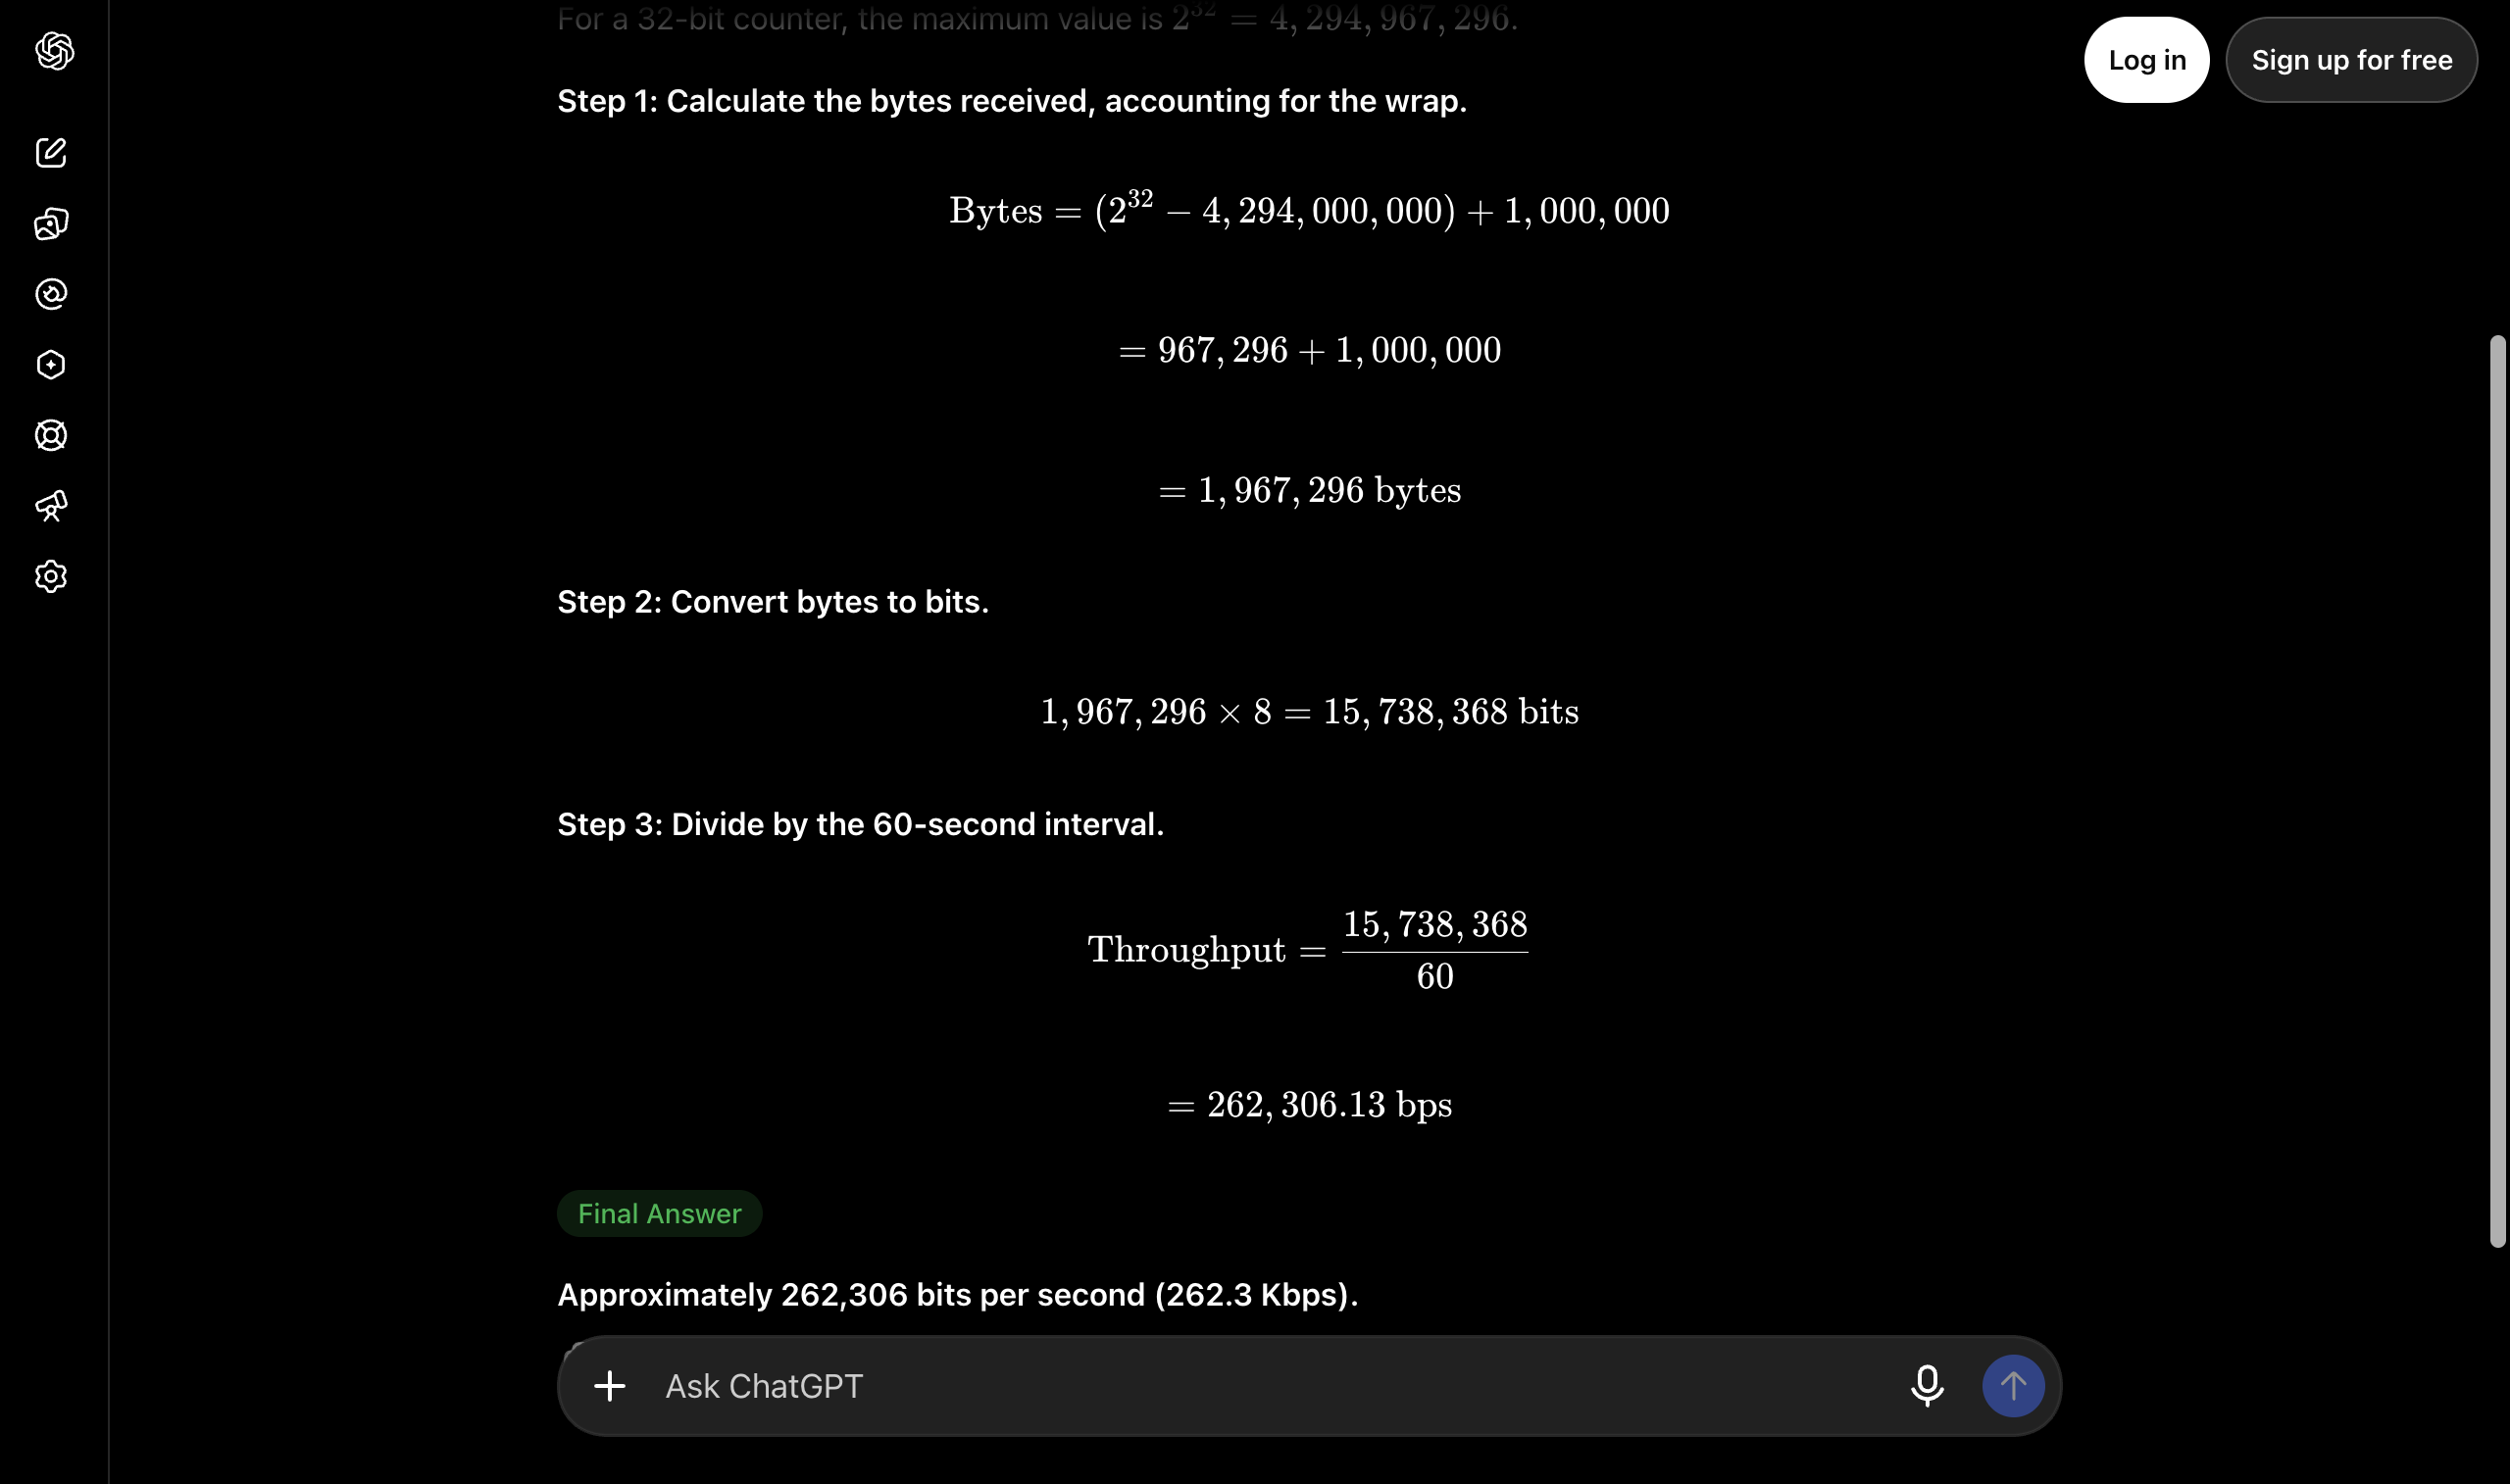 For a 32-bit counter, the maximum value is 2³² = 4, 294, 967, 296.
Log in
Sign up for free
Step 1: Calculate the bytes received, accounting for the wrap.
Bytes = (2³² − 4, 294, 000, 000) + 1, 000, 000
= 967, 296 + 1, 000, 000
= 1, 967, 296 bytes
Step 2: Convert bytes to bits.
1, 967, 296 × 8 = 15, 738, 368 bits
Step 3: Divide by the 60-second interval.
Throughput = 15, 738, 368
60
= 262, 306.13 bps
Final Answer
Approximately 262,306 bits per second (262.3 Kbps).
Ask ChatGPT